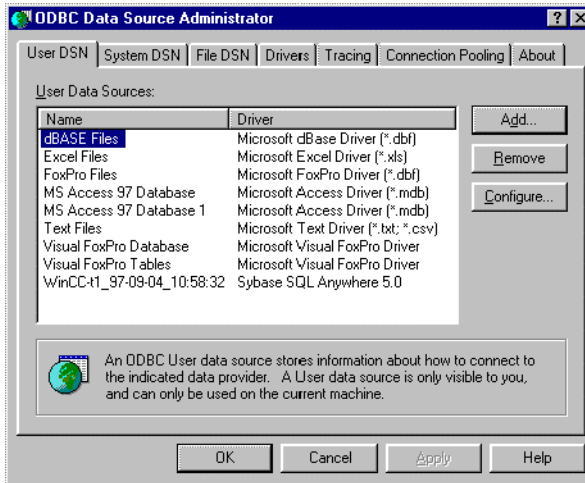 ODBC Data Source Administrator
User DSN System DSN File DSN Drivers Tracing Connection Pooling About
User Data Sources:
Name Driver
dBASE Files Microsoft dBase Driver (*.dbf)
Excel Files Microsoft Excel Driver (*.xls)
FoxPro Files Microsoft FoxPro Driver (*.dbf)
MS Access 97 Database Microsoft Access Driver (*.mdb)
MS Access 97 Database 1 Microsoft Access Driver (*.mdb)
Text Files Microsoft Text Driver (*.txt; *.csv)
Visual FoxPro Database Microsoft Visual FoxPro Driver
Visual FoxPro Tables Microsoft Visual FoxPro Driver
WinCC-t1_97-09-04_10:58:32 Sybase SQL Anywhere 5.0
Add...
Remove
Configure...
An ODBC User data source stores information about how to connect to
the indicated data provider. A User data source is only visible to you,
and can only be used on the current machine.
OK Cancel Apply Help